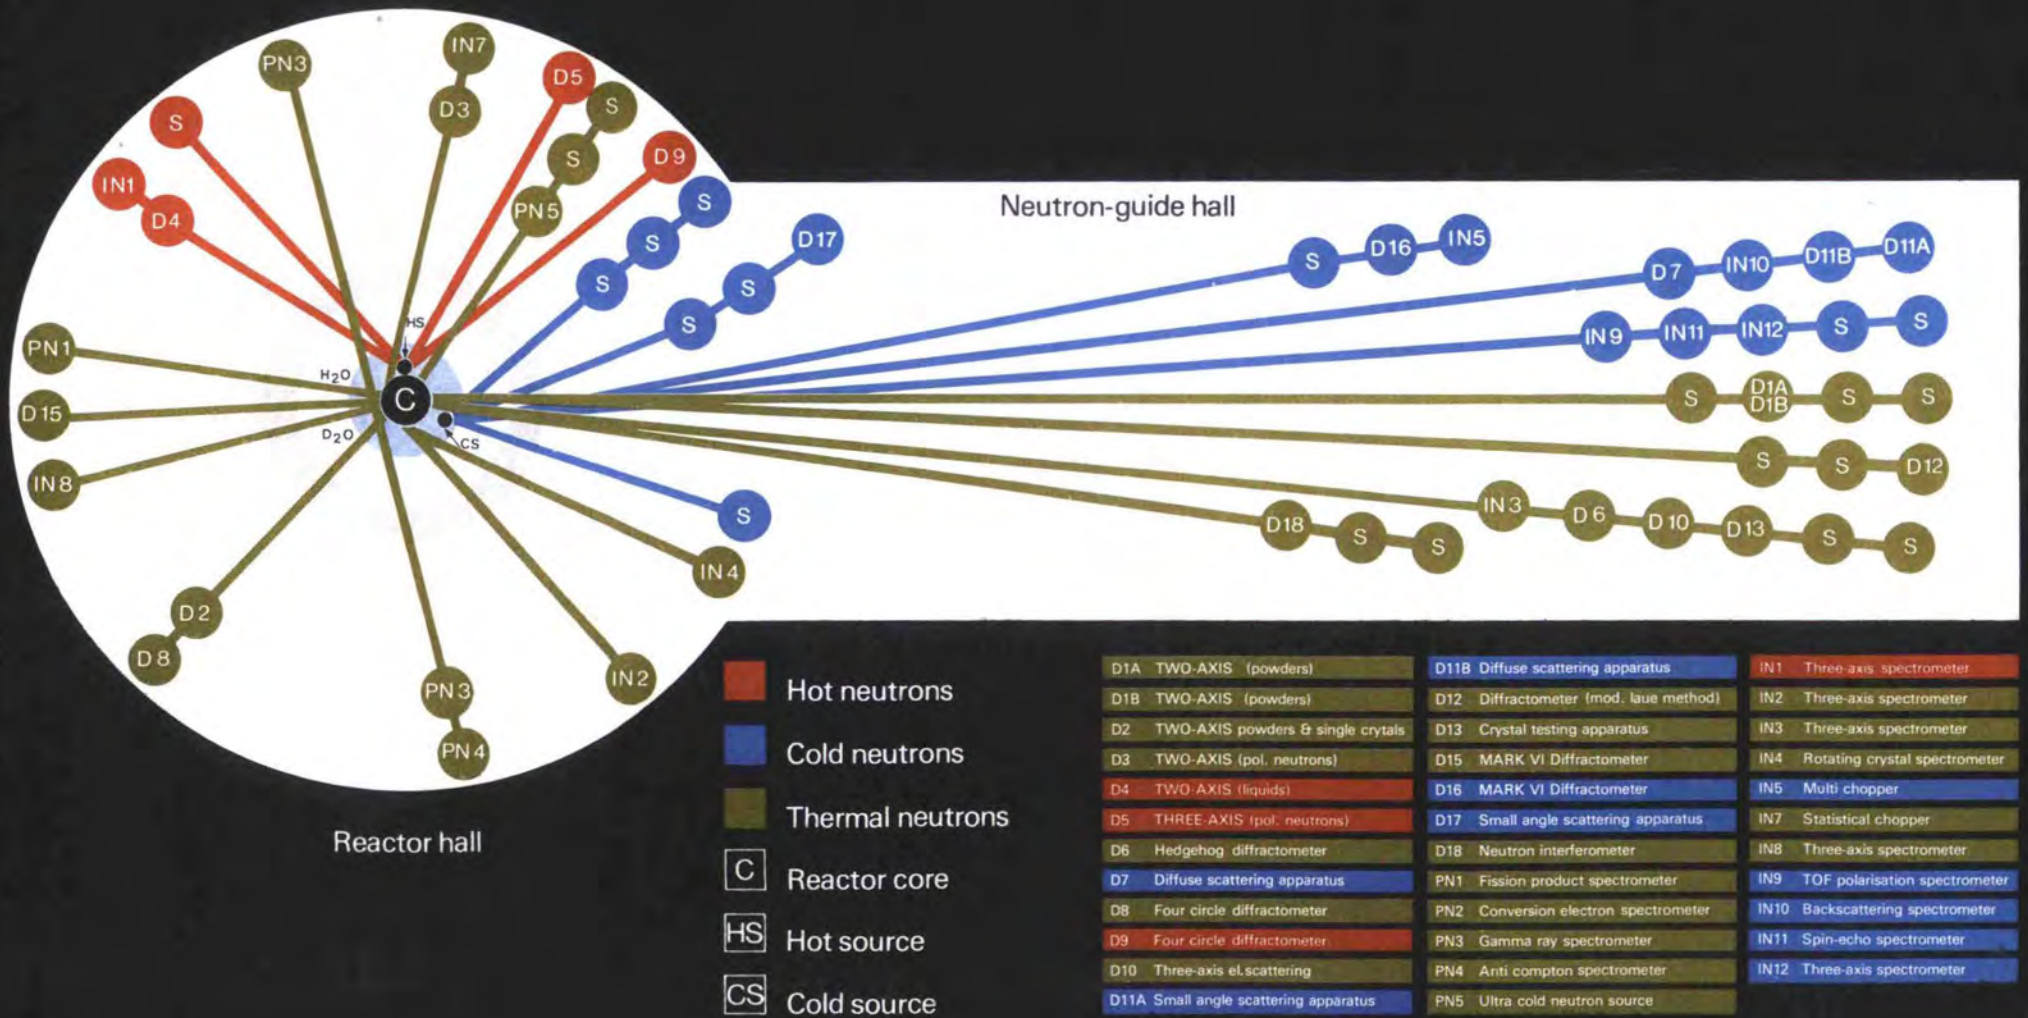 IN7
PN3
D5
S
D3
S
S
D9
S
IN1
D4
PN5
S
S
D17
S
S
S
HS
H2O
C
D2O
CS
PN1
D15
IN8
S
IN4
D2
D8
PN3
IN2
PN4
Reactor hall
Neutron-guide hall
S D16 IN5
D7 IN10 D11B D11A
IN9 IN11 IN12 S S
S D1A D1B S S
S S D12
IN3 D6 D10 D13 S S
D18 S S
Hot neutrons
Cold neutrons
Thermal neutrons
C Reactor core
HS Hot source
CS Cold source
D1A TWO-AXIS (powders)
D1B TWO-AXIS (powders)
D2 TWO-AXIS powders & single crytals
D3 TWO-AXIS (pol. neutrons)
D4 TWO-AXIS (liquids)
D5 THREE-AXIS (pol. neutrons)
D6 Hedgehog diffractometer
D7 Diffuse scattering apparatus
D8 Four circle diffractometer
D9 Four circle diffractometer
D10 Three-axis el. scattering
D11A Small angle scattering apparatus
D11B Diffuse scattering apparatus
D12 Diffractometer (mod. laue method)
D13 Crystal testing apparatus
D15 MARK VI Diffractometer
D16 MARK VI Diffractometer
D17 Small angle scattering apparatus
D18 Neutron interferometer
PN1 Fission product spectrometer
PN2 Conversion electron spectrometer
PN3 Gamma ray spectrometer
PN4 Anti compton spectrometer
PN5 Ultra cold neutron source
IN1 Three-axis spectrometer
IN2 Three-axis spectrometer
IN3 Three-axis spectrometer
IN4 Rotating crystal spectrometer
IN5 Multi chopper
IN7 Statistical chopper
IN8 Three-axis spectrometer
IN9 TOF polarisation spectrometer
IN10 Backscattering spectrometer
IN11 Spin-echo spectrometer
IN12 Three-axis spectrometer